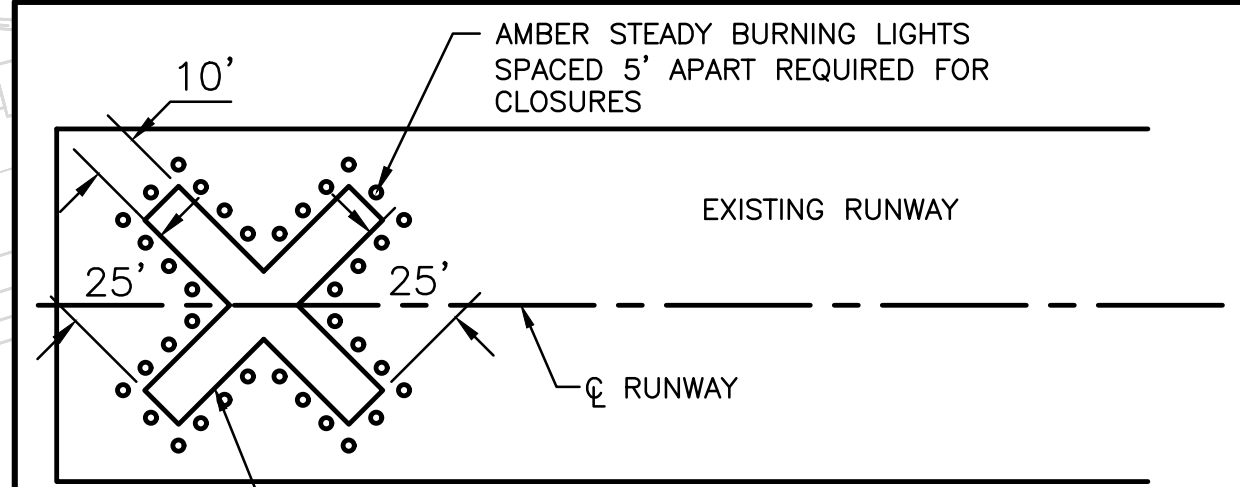 AMBER STEADY BURNING LIGHTS
SPACED 5' APART REQUIRED FOR
CLOSURES
10'
EXISTING RUNWAY
25'
25'
℄ RUNWAY